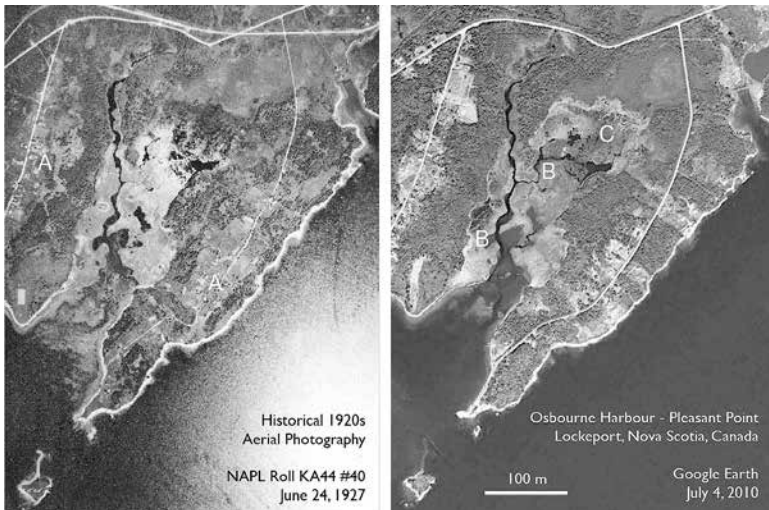 A
A
Historical 1920s
Aerial Photography
NAPL Roll KA44 #40
June 24, 1927
C
B
B
Osbourne Harbour - Pleasant Point
Lockeport, Nova Scotia, Canada
Google Earth
100 m
July 4, 2010